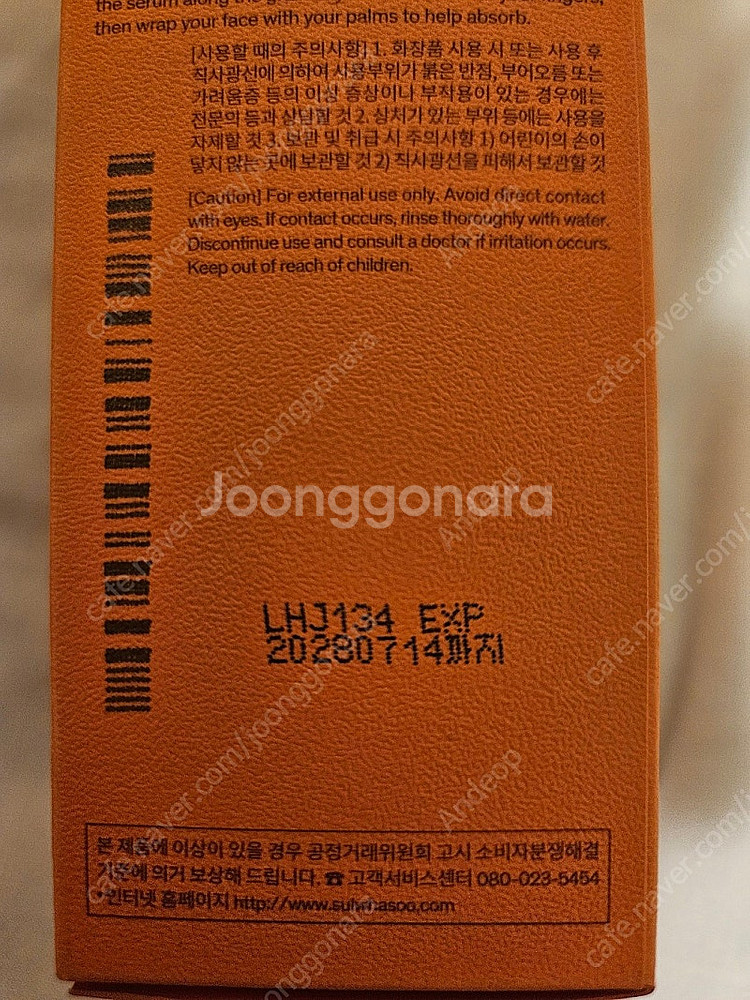 then wrap your face with your palms to help absorb.
[사용할 때의 주의사항] 1. 화장품 사용 시 또는 사용 후
직사광선에 의하여 사용부위가 붉은 반점, 부어오름 또는
가려움증 등의 이상 증상이나 부작용이 있는 경우에는
전문의 등과 상담할 것 2. 상처가 있는 부위 등에는 사용을
자제할 것 3. 보관 및 취급 시 주의사항 1) 어린이의 손이
닿지 않는 곳에 보관할 것 2) 직사광선을 피해서 보관할 것
[Caution] For external use only. Avoid direct contact
with eyes. If contact occurs, rinse thoroughly with water.
Discontinue use and consult a doctor if irritation occurs.
Keep out of reach of children.
Joonggonara
LHJ134 EXP
20280714까지
본 제품에 이상이 있을 경우 공정거래위원회 고시 소비자분쟁해결
기준에 의거 보상해 드립니다. ☎ 고객서비스센터 080-023-5454
•인터넷 홈페이지 http://www.sulwhasoo.com
cafe.naver.com/joonggonara
Andeop